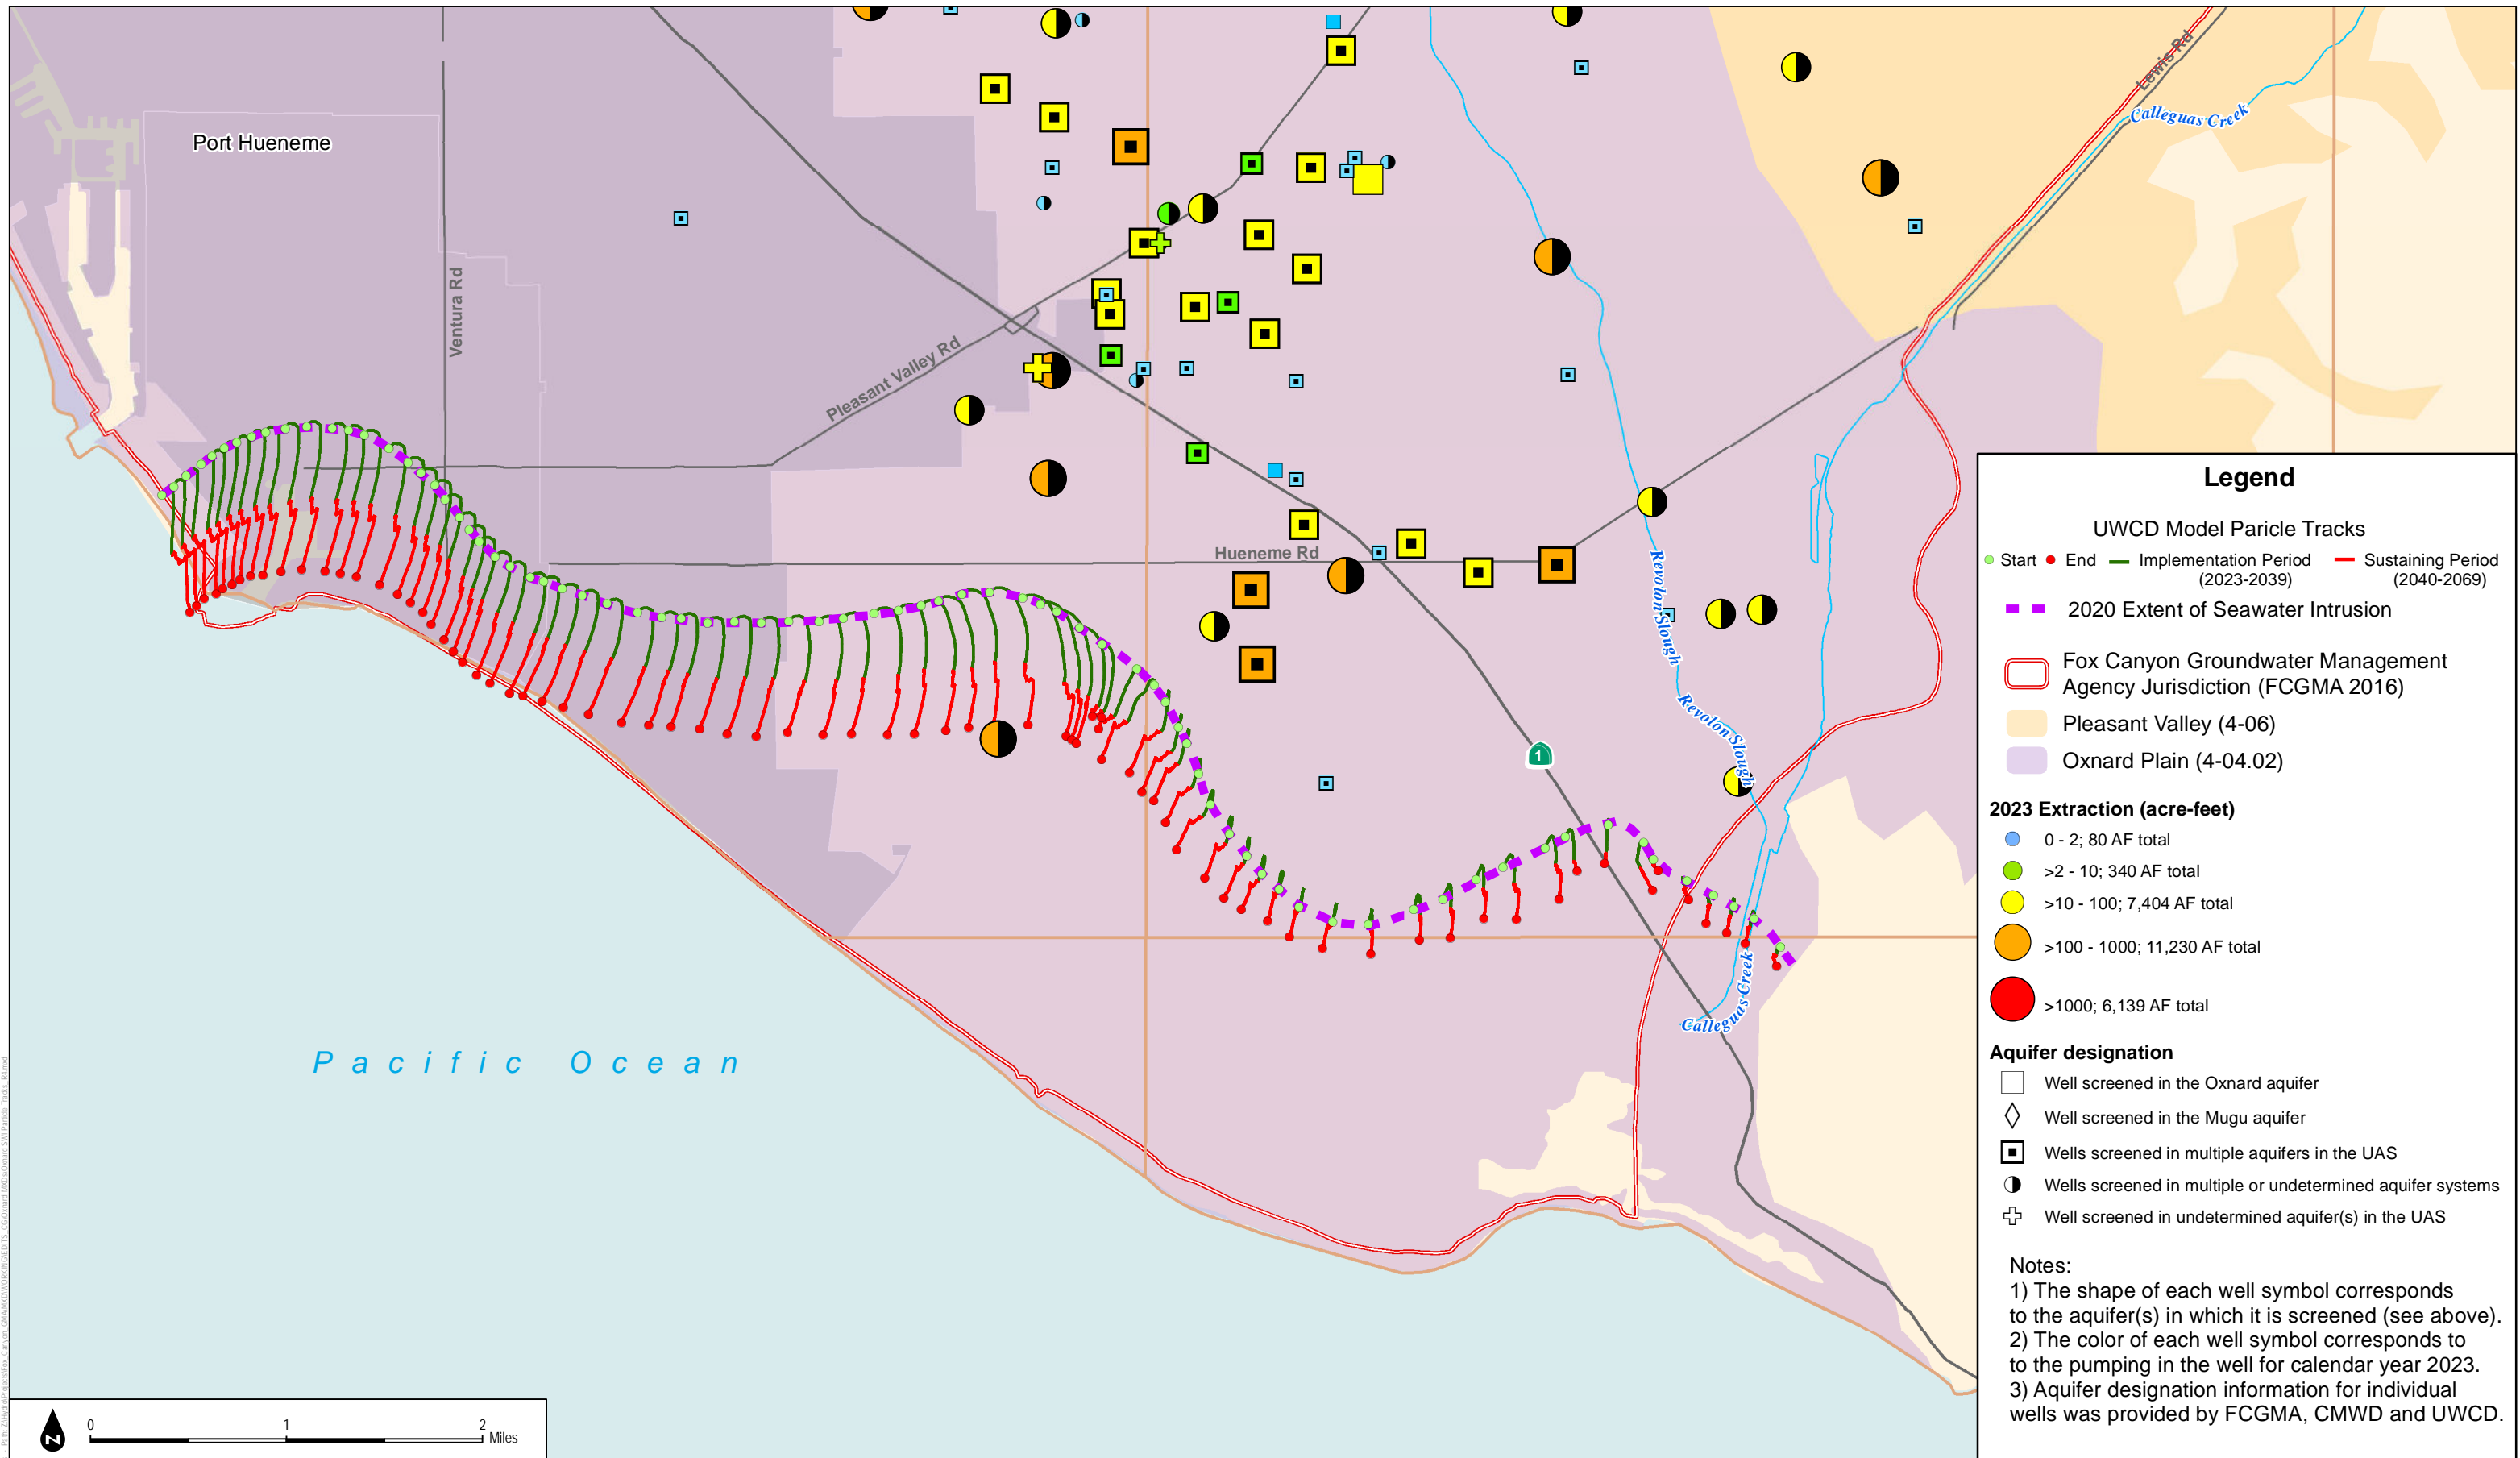 Port Hueneme
Ventura Rd
Pleasant Valley Rd
Hueneme Rd
Lewis Rd
Calleguas Creek
Revolon Slough
Revolon Slough
Calleguas Creek
1
Pacific Ocean
N
0 1 2
Miles
Legend
UWCD Model Paricle Tracks
Start End Implementation Period Sustaining Period
(2023-2039) (2040-2069)
2020 Extent of Seawater Intrusion
Fox Canyon Groundwater Management
Agency Jurisdiction (FCGMA 2016)
Pleasant Valley (4-06)
Oxnard Plain (4-04.02)
2023 Extraction (acre-feet)
0 - 2; 80 AF total
>2 - 10; 340 AF total
>10 - 100; 7,404 AF total
>100 - 1000; 11,230 AF total
>1000; 6,139 AF total
Aquifer designation
Well screened in the Oxnard aquifer
Well screened in the Mugu aquifer
Wells screened in multiple aquifers in the UAS
Wells screened in multiple or undetermined aquifer systems
Well screened in undetermined aquifer(s) in the UAS
Notes:
1) The shape of each well symbol corresponds
to the aquifer(s) in which it is screened (see above).
2) The color of each well symbol corresponds to
to the pumping in the well for calendar year 2023.
3) Aquifer designation information for individual
wells was provided by FCGMA, CMWD and UWCD.